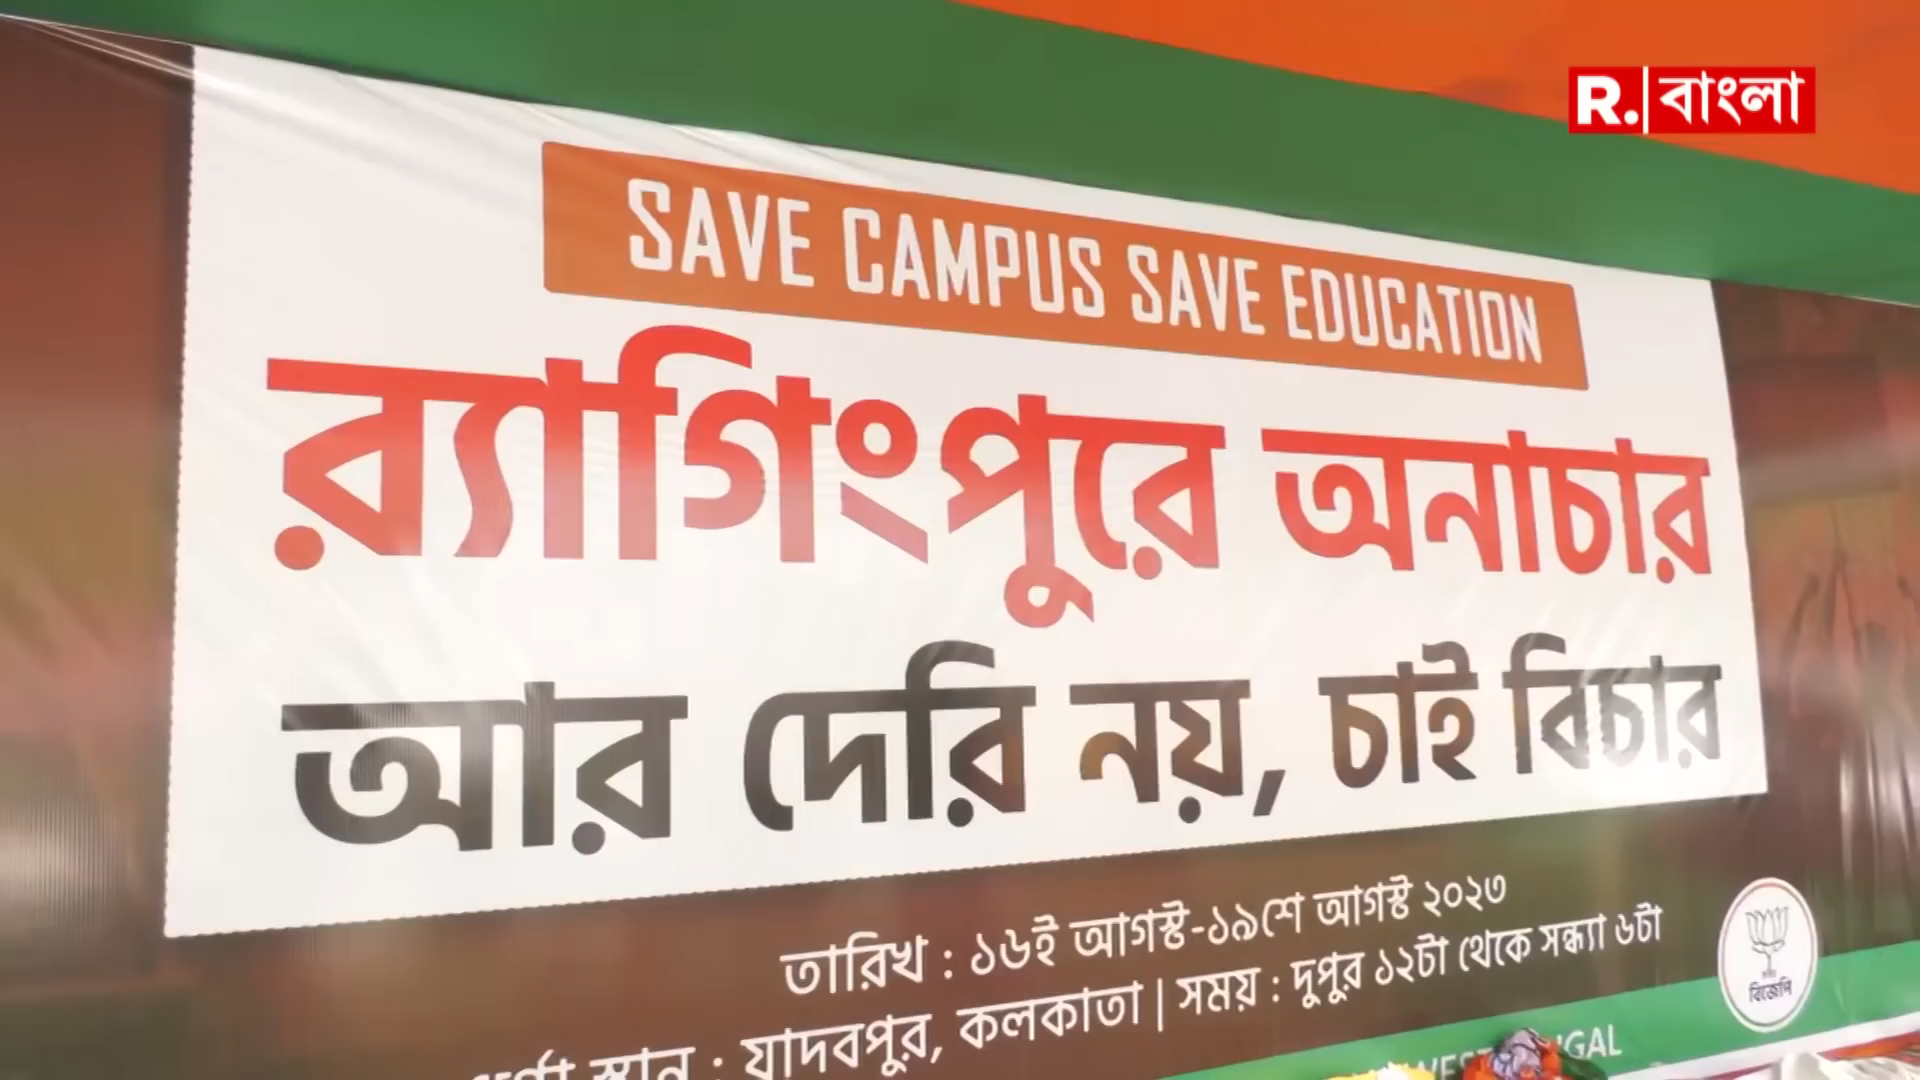 R. বাংলা
SAVE CAMPUS SAVE EDUCATION
র‍্যাগিংপুরে অনাচার
আর দেরি নয়, চাই বিচার
তারিখ : ১৬ই আগস্ট-১৯শে আগস্ট ২০২৩
স্থান : যাদবপুর, কলকাতা | সময় : দুপুর ১২টা থেকে সন্ধ্যা ৬টা
বিজেপি